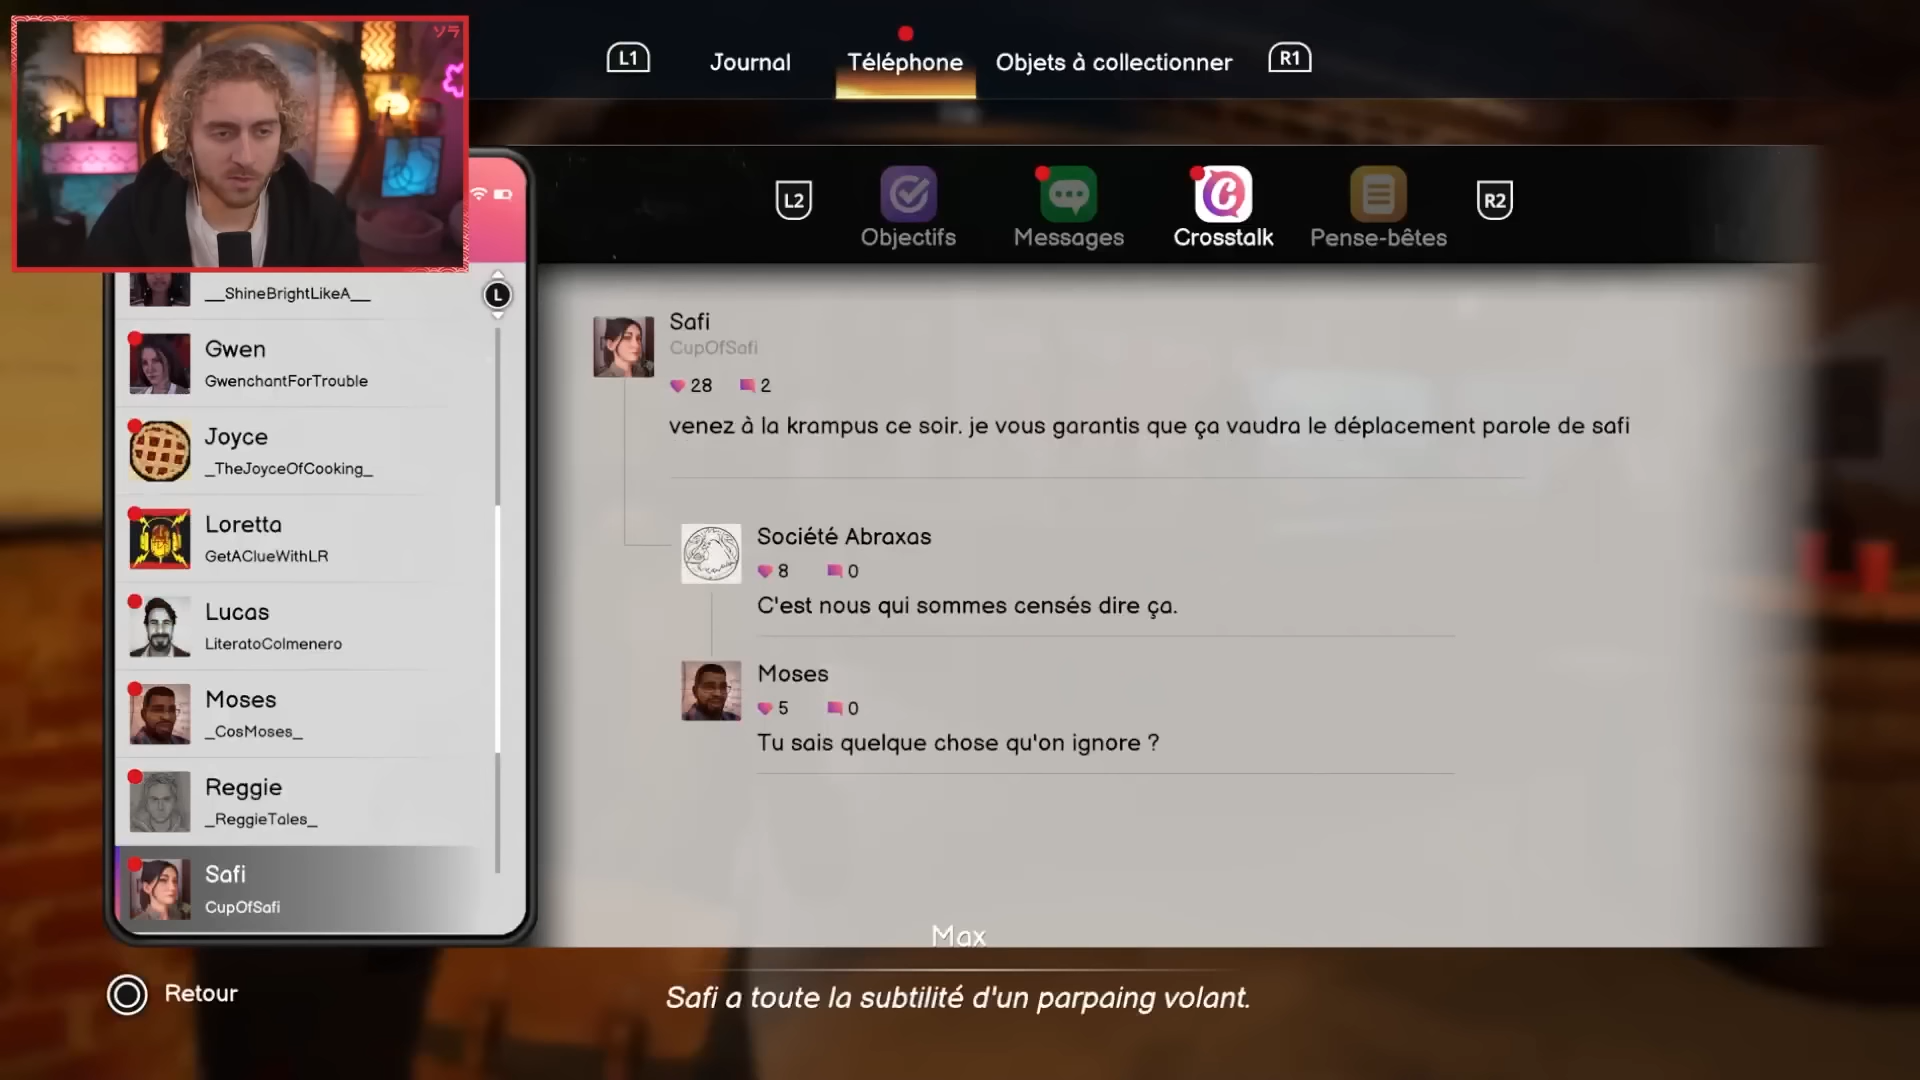 ソラ
L1
Journal
Téléphone
Objets à collectionner
R1
L2
Objectifs
Messages
Crosstalk
Pense-bêtes
R2
__ShineBrightLikeA__
L
Gwen
GwenchantForTrouble
Joyce
_TheJoyceOfCooking_
Loretta
GetAClueWithLR
Lucas
LiteratoColmenero
Moses
_CosMoses_
Reggie
_ReggieTales_
Safi
CupOfSafi
Safi
CupOfSafi
28 2
venez à la krampus ce soir. je vous garantis que ça vaudra le déplacement parole de safi
Société Abraxas
8 0
C'est nous qui sommes censés dire ça.
Moses
5 0
Tu sais quelque chose qu'on ignore ?
Max
Retour
Safi a toute la subtilité d'un parpaing volant.